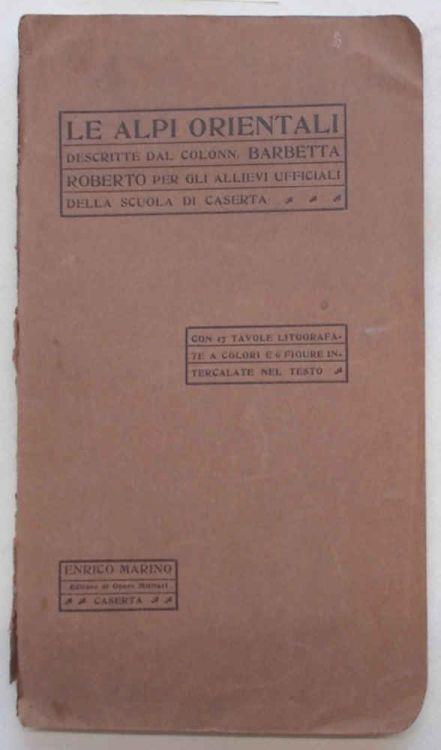 LE ALPI ORIENTALI
DESCRITTE DAL COLONN. BARBETTA
ROBERTO PER GLI ALLIEVI UFFICIALI
DELLA SCUOLA DI CASERTA
CON 17 TAVOLE LITOGRAFA-
TE A COLORI E 6 FIGURE IN-
TERCALATE NEL TESTO
ENRICO MARINO
Editore di Opere Militari
CASERTA